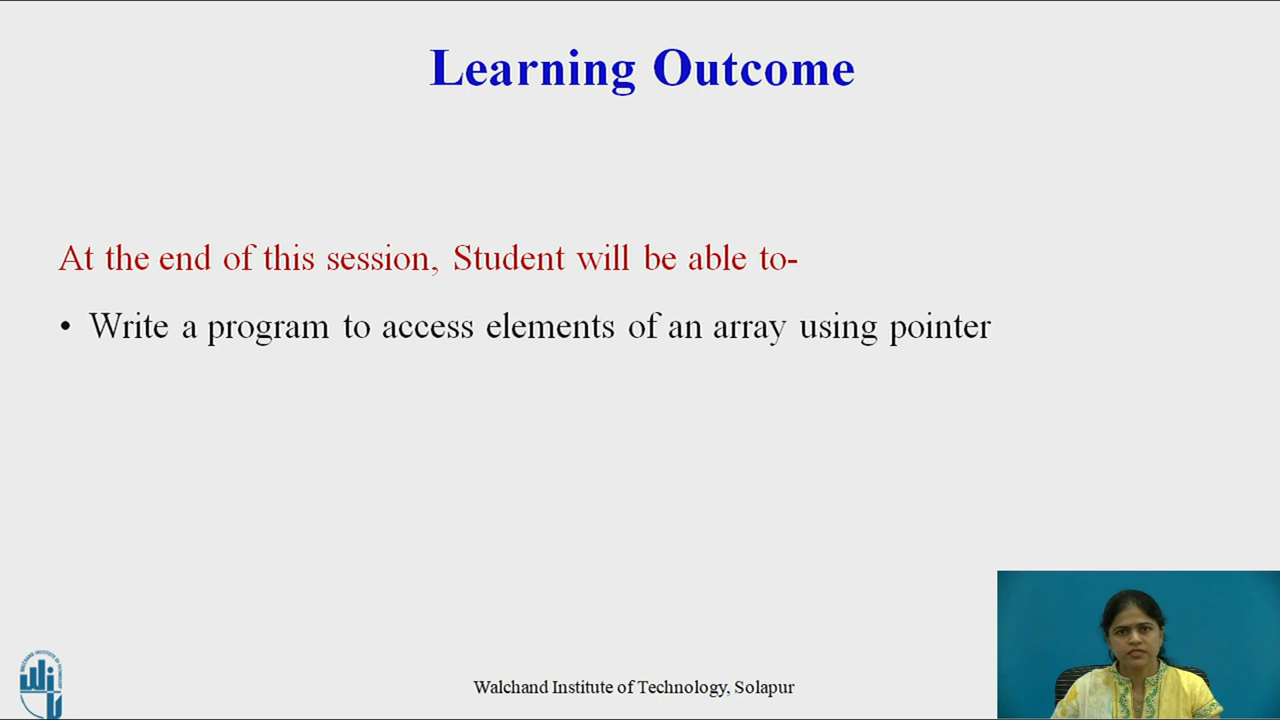 Learning Outcome
At the end of this session, Student will be able to-
• Write a program to access elements of an array using pointer
Walchand Institute of Technology, Solapur